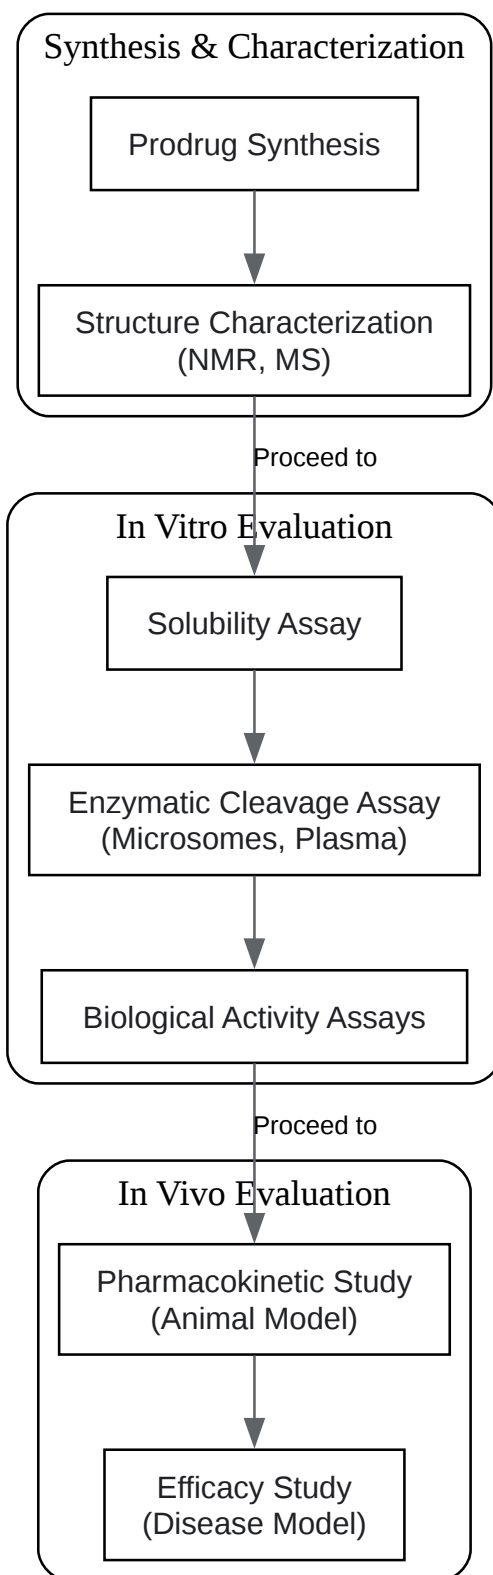 Synthesis & Characterization
Prodrug Synthesis
Structure Characterization
(NMR, MS)
Proceed to
In Vitro Evaluation
Solubility Assay
Enzymatic Cleavage Assay
(Microsomes, Plasma)
Biological Activity Assays
Proceed to
In Vivo Evaluation
Pharmacokinetic Study
(Animal Model)
Efficacy Study
(Disease Model)